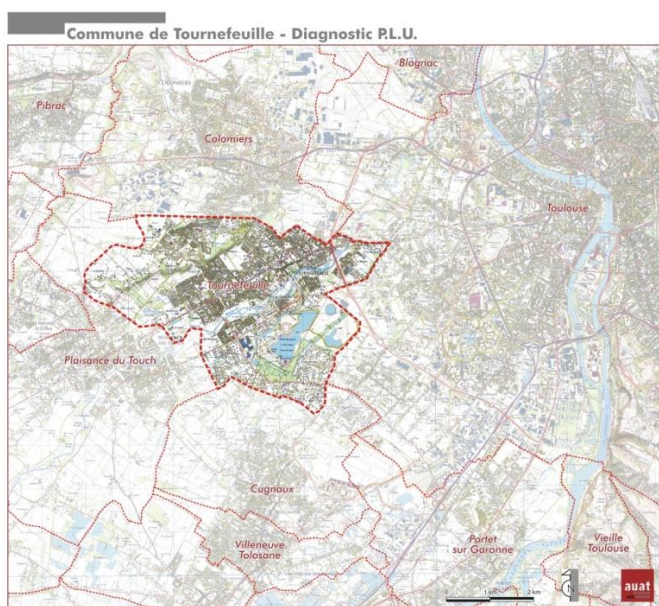 Commune de Tournefeuille - Diagnostic P.L.U.
Blagnac
Pibrac
Colomiers
Toulouse
Tournefeuille
Plaisance du Touch
Cugnaux
Villeneuve
Tolosane
Portet
sur Garonne
Vieille
Toulouse
0 1 km 2 km
N
auat